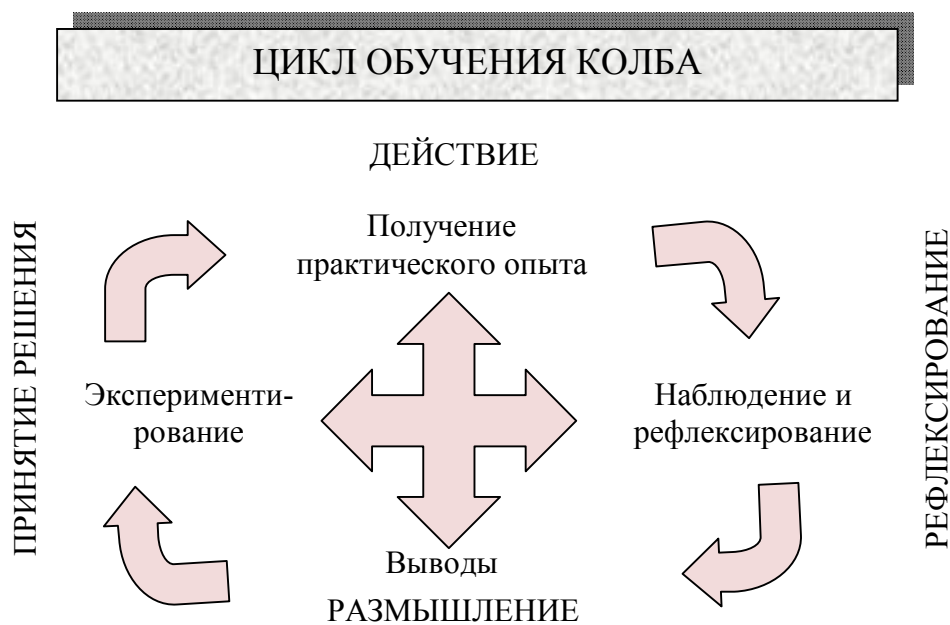 ЦИКЛ ОБУЧЕНИЯ КОЛБА
ДЕЙСТВИЕ
Получение
практического опыта
ПРИНЯТИЕ РЕШЕНИЯ
Эксперименти-
рование
Наблюдение и
рефлексирование
РЕФЛЕКСИРОВАНИЕ
Выводы
РАЗМЫШЛЕНИЕ